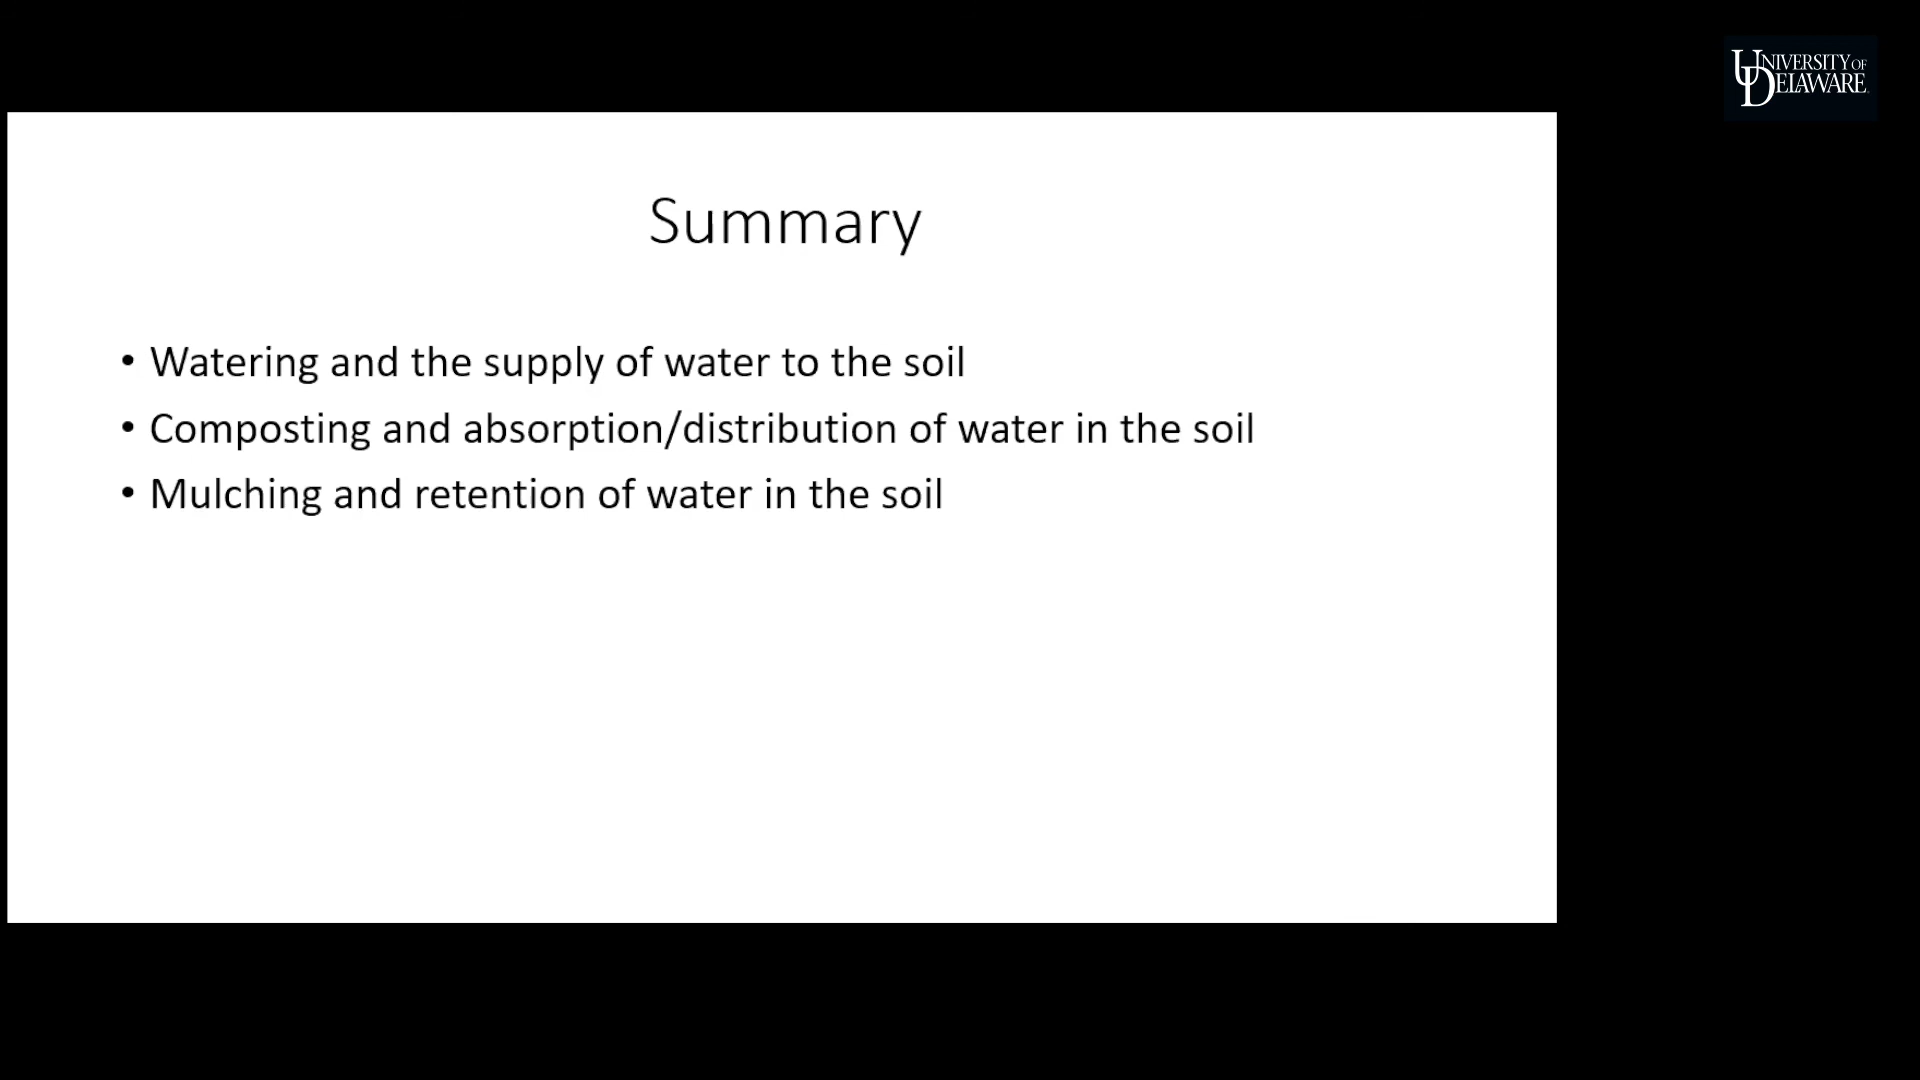 UNIVERSITY OF
DELAWARE
Summary
• Watering and the supply of water to the soil
• Composting and absorption/distribution of water in the soil
• Mulching and retention of water in the soil